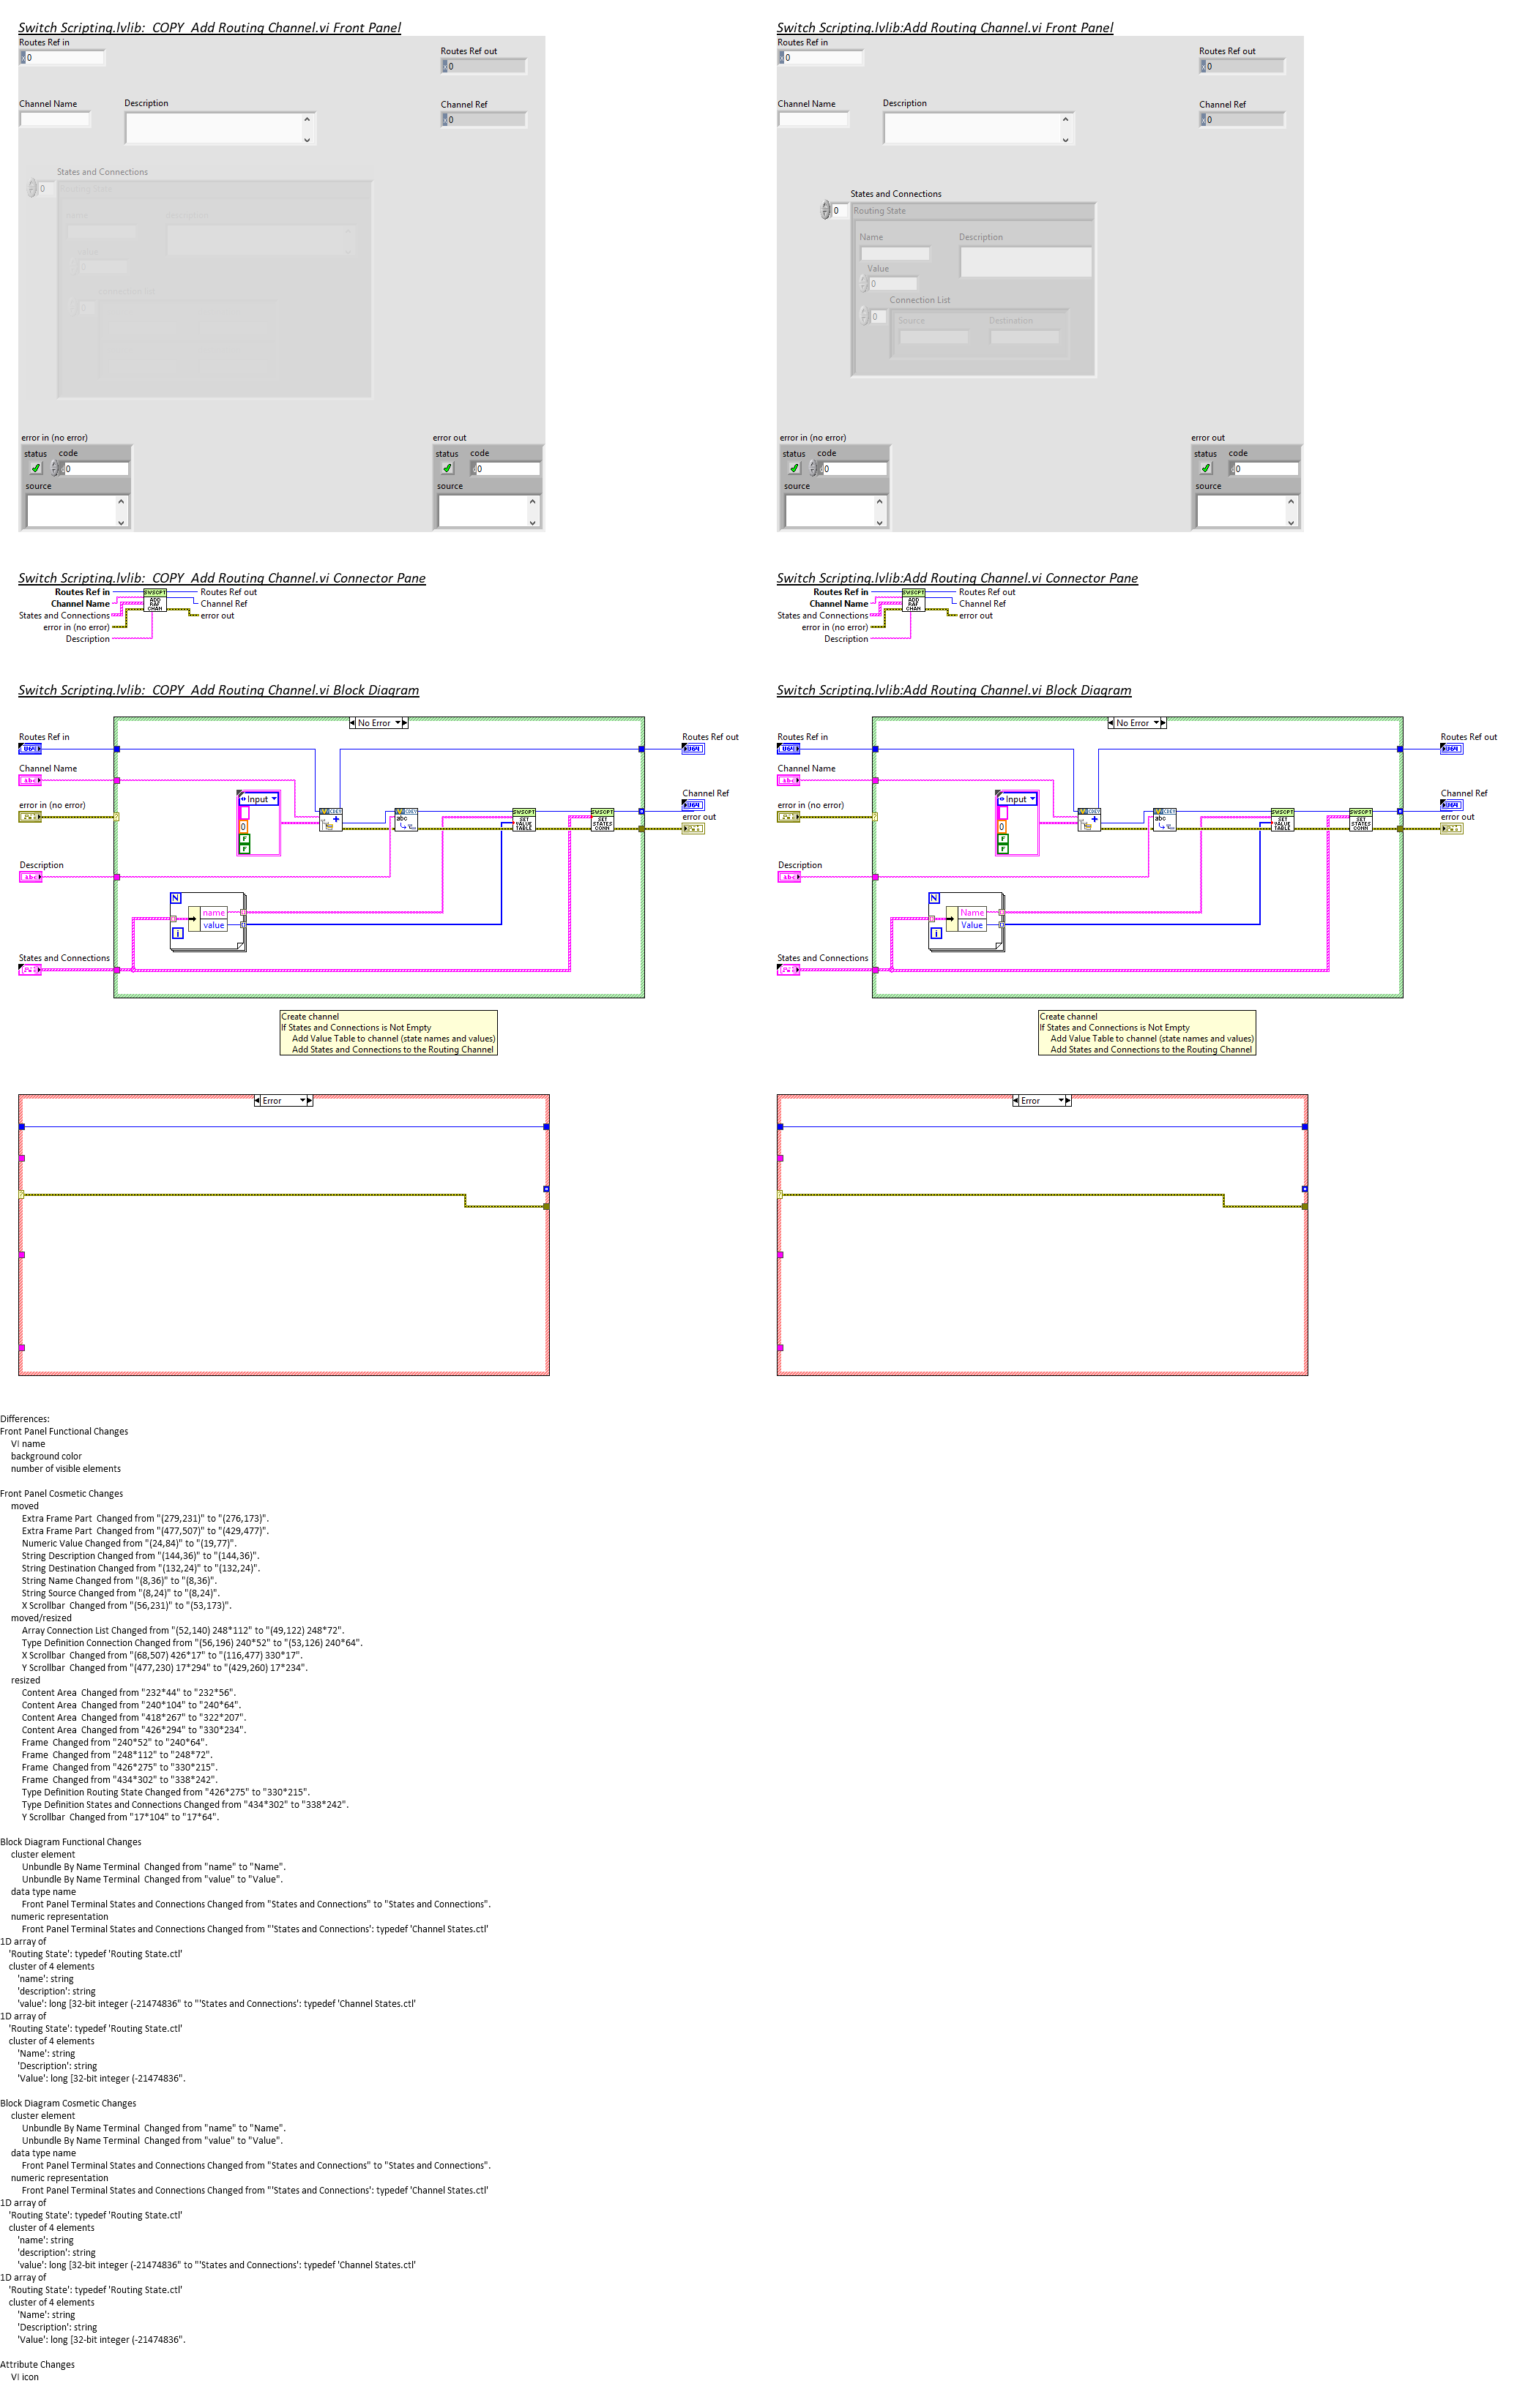 Switch Scripting.lvlib:  COPY  Add Routing Channel.vi Front Panel
Routes Ref in
0
Routes Ref out
0
Channel Name
Description
Channel Ref
0
States and Connections
0
Routing State
error in (no error)
status code
0
source
error out
status code
0
source
Switch Scripting.lvlib:Add Routing Channel.vi Front Panel
Routes Ref in
0
Routes Ref out
0
Channel Name
Description
Channel Ref
0
States and Connections
0
Routing State
Name
Description
Value
0
Connection List
0
Source
Destination
error in (no error)
status code
0
source
error out
status code
0
source
Switch Scripting.lvlib:  COPY  Add Routing Channel.vi Connector Pane
Routes Ref in
Channel Name
States and Connections
error in (no error)
Description
SWSCPT
ADD
CHAN
Routes Ref out
Channel Ref
error out
Switch Scripting.lvlib:Add Routing Channel.vi Connector Pane
Routes Ref in
Channel Name
States and Connections
error in (no error)
Description
SWSCPT
ADD
CHAN
Routes Ref out
Channel Ref
error out
Switch Scripting.lvlib:  COPY  Add Routing Channel.vi Block Diagram
No Error
Routes Ref in
Channel Name
error in (no error)
Description
States and Connections
abc
abc
Input
0
F
F
abc
SWSCPT
SET
VALUE
TABLE
SWSCPT
SET
STATES
CONN
N
name
value
i
Routes Ref out
Channel Ref
error out
Create channel
If States and Connections is Not Empty
Add Value Table to channel (state names and values)
Add States and Connections to the Routing Channel
Error
Switch Scripting.lvlib:Add Routing Channel.vi Block Diagram
No Error
Routes Ref in
Channel Name
error in (no error)
Description
States and Connections
abc
abc
Input
0
F
F
abc
SWSCPT
SET
VALUE
TABLE
SWSCPT
SET
STATES
CONN
N
Name
Value
i
Routes Ref out
Channel Ref
error out
Create channel
If States and Connections is Not Empty
Add Value Table to channel (state names and values)
Add States and Connections to the Routing Channel
Error
Differences:
Front Panel Functional Changes
VI name
background color
number of visible elements
Front Panel Cosmetic Changes
moved
Extra Frame Part  Changed from "(279,231)" to "(276,173)".
Extra Frame Part  Changed from "(477,507)" to "(429,477)".
Numeric Value Changed from "(24,84)" to "(19,77)".
String Description Changed from "(144,36)" to "(144,36)".
String Destination Changed from "(132,24)" to "(132,24)".
String Name Changed from "(8,36)" to "(8,36)".
String Source Changed from "(8,24)" to "(8,24)".
X Scrollbar  Changed from "(56,231)" to "(53,173)".
moved/resized
Array Connection List Changed from "(52,140) 248*112" to "(49,122) 248*72".
Type Definition Connection Changed from "(56,196) 240*52" to "(53,126) 240*64".
X Scrollbar  Changed from "(68,507) 426*17" to "(116,477) 330*17".
Y Scrollbar  Changed from "(477,230) 17*294" to "(429,260) 17*234".
resized
Content Area  Changed from "232*44" to "232*56".
Content Area  Changed from "240*104" to "240*64".
Content Area  Changed from "418*267" to "322*207".
Content Area  Changed from "426*294" to "330*234".
Frame  Changed from "240*52" to "240*64".
Frame  Changed from "248*112" to "248*72".
Frame  Changed from "426*275" to "330*215".
Frame  Changed from "434*302" to "338*242".
Type Definition Routing State Changed from "426*275" to "330*215".
Type Definition States and Connections Changed from "434*302" to "338*242".
Y Scrollbar  Changed from "17*104" to "17*64".
Block Diagram Functional Changes
cluster element
Unbundle By Name Terminal  Changed from "name" to "Name".
Unbundle By Name Terminal  Changed from "value" to "Value".
data type name
Front Panel Terminal States and Connections Changed from "States and Connections" to "States and Connections".
numeric representation
Front Panel Terminal States and Connections Changed from "'States and Connections': typedef 'Channel States.ctl'
1D array of
'Routing State': typedef 'Routing State.ctl'
cluster of 4 elements
'name': string
'description': string
'value': long [32-bit integer (-21474836" to "'States and Connections': typedef 'Channel States.ctl'
1D array of
'Routing State': typedef 'Routing State.ctl'
cluster of 4 elements
'Name': string
'Description': string
'Value': long [32-bit integer (-21474836".
Block Diagram Cosmetic Changes
cluster element
Unbundle By Name Terminal  Changed from "name" to "Name".
Unbundle By Name Terminal  Changed from "value" to "Value".
data type name
Front Panel Terminal States and Connections Changed from "States and Connections" to "States and Connections".
numeric representation
Front Panel Terminal States and Connections Changed from "'States and Connections': typedef 'Channel States.ctl'
1D array of
'Routing State': typedef 'Routing State.ctl'
cluster of 4 elements
'name': string
'description': string
'value': long [32-bit integer (-21474836" to "'States and Connections': typedef 'Channel States.ctl'
1D array of
'Routing State': typedef 'Routing State.ctl'
cluster of 4 elements
'Name': string
'Description': string
'Value': long [32-bit integer (-21474836".
Attribute Changes
VI icon